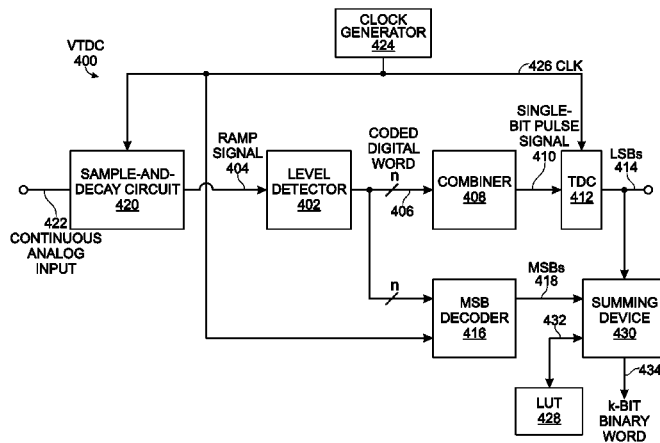 CLOCK
GENERATOR
424
VTDC
400
426 CLK
SINGLE-
BIT PULSE
SIGNAL
410
RAMP
SIGNAL
404
CODED
DIGITAL
WORD
n
406
LSBs
414
SAMPLE-AND-
DECAY CIRCUIT
420
LEVEL
DETECTOR
402
COMBINER
408
TDC
412
422
CONTINUOUS
ANALOG
INPUT
n
MSB
DECODER
416
MSBs
418
SUMMING
DEVICE
430
432
434
LUT
428
k-BIT
BINARY
WORD